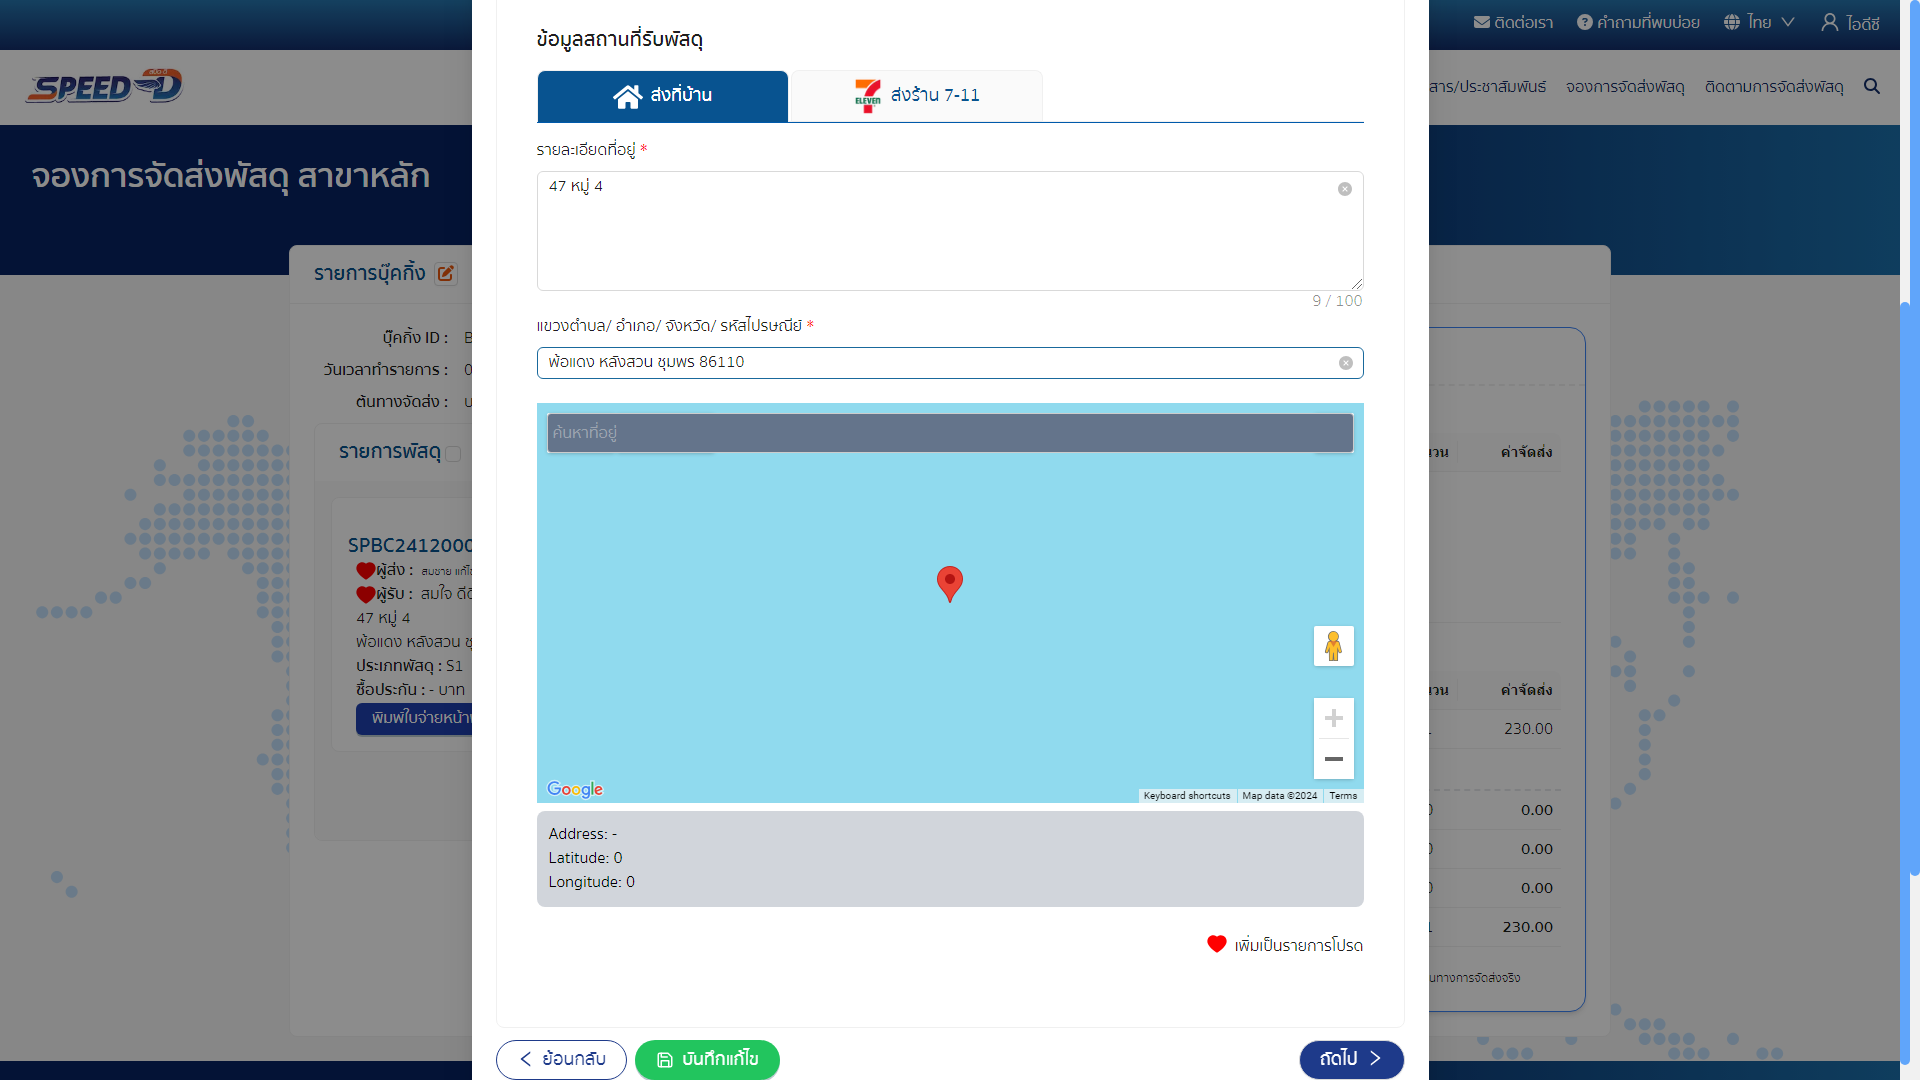 ติดต่อเรา
คำถามที่พบบ่อย
ไทย
ไอดีซี
SPEED-D
สาร/ประชาสัมพันธ์
จองการจัดส่งพัสดุ
ติดตามการจัดส่งพัสดุ
จองการจัดส่งพัสดุ สาขาหลัก
รายการบุ๊คกิ้ง
บุ๊คกิ้ง ID :
วันเวลาทำรายการ : 0
ต้นทางจัดส่ง :
รายการพัสดุ
SPBC2412000
ผู้ส่ง : สมชาย
ผู้รับ : สมใจ
47 หมู่ 4
พ้อแดง หลังสวน
ประเภทพัสดุ : S1
ซื้อประกัน : - บาท
พิมพ์ใบจ่ายหน้า
ข้อมูลสถานที่รับพัสดุ
ส่งที่บ้าน
7 ELEVEN
ส่งร้าน 7-11
รายละเอียดที่อยู่ *
47 หมู่ 4
9 / 100
แขวงตำบล/ อำเภอ/ จังหวัด/ รหัสไปรษณีย์ *
พ้อแดง หลังสวน ชุมพร 86110
ค้นหาที่อยู่
Google
Keyboard shortcuts
Map data ©2024
Terms
Address: -
Latitude: 0
Longitude: 0
เพิ่มเป็นรายการโปรด
ย้อนกลับ
บันทึกแก้ไข
ถัดไป
ค่าจัดส่ง
ค่าจัดส่ง
230.00
0.00
0.00
0.00
230.00
นทางการจัดส่งจริง